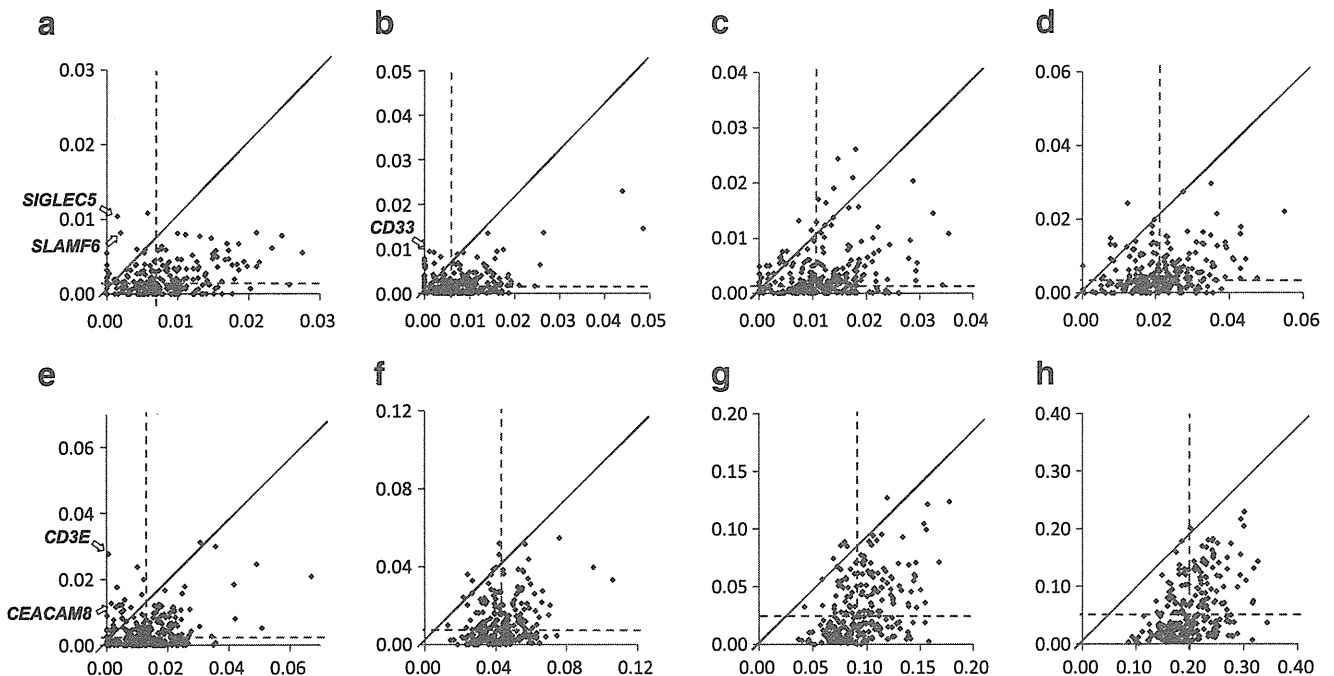 a b c d
0.03 0.05 0.04 0.06
0.04
0.02 0.03 0.03 0.04
SIGLEC5 0.01 0.02 0.02
SLAMF6 CD33 0.01 0.01 0.02
0.00 0.00 0.00 0.00
0.00 0.01 0.02 0.03 0.00 0.01 0.02 0.03 0.04 0.05 0.00 0.01 0.02 0.03 0.04 0.00 0.02 0.04 0.06
e f g h
0.06 0.12 0.20 0.40
0.04 0.08 0.15 0.30
CD3E 0.02 0.04 0.10 0.20
CEACAM8 0.05 0.10
0.00 0.00 0.00 0.00
0.00 0.02 0.04 0.06 0.00 0.04 0.08 0.12 0.00 0.05 0.10 0.15 0.20 0.00 0.10 0.20 0.30 0.40